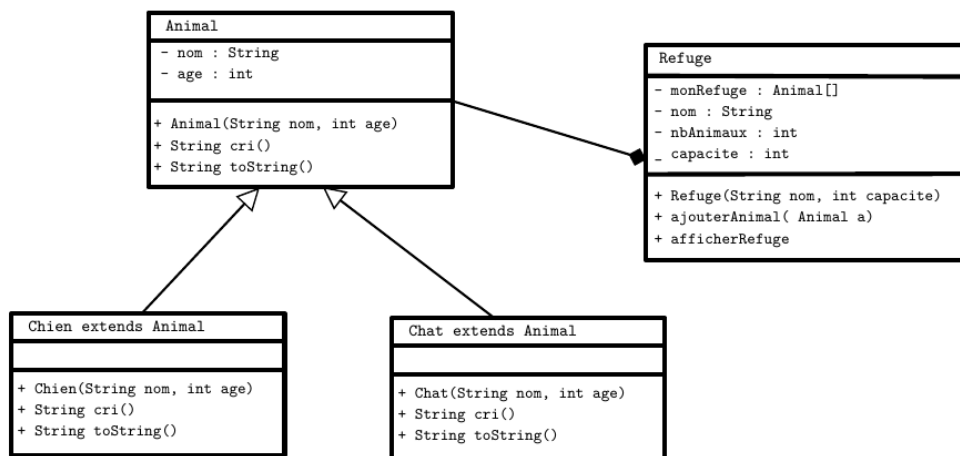 Animal
- nom : String
- age : int
+ Animal(String nom, int age)
+ String cri()
+ String toString()
Refuge
- monRefuge : Animal[]
- nom : String
- nbAnimaux : int
_ capacite : int
+ Refuge(String nom, int capacite)
+ ajouterAnimal( Animal a)
+ afficherRefuge
Chien extends Animal
+ Chien(String nom, int age)
+ String cri()
+ String toString()
Chat extends Animal
+ Chat(String nom, int age)
+ String cri()
+ String toString()